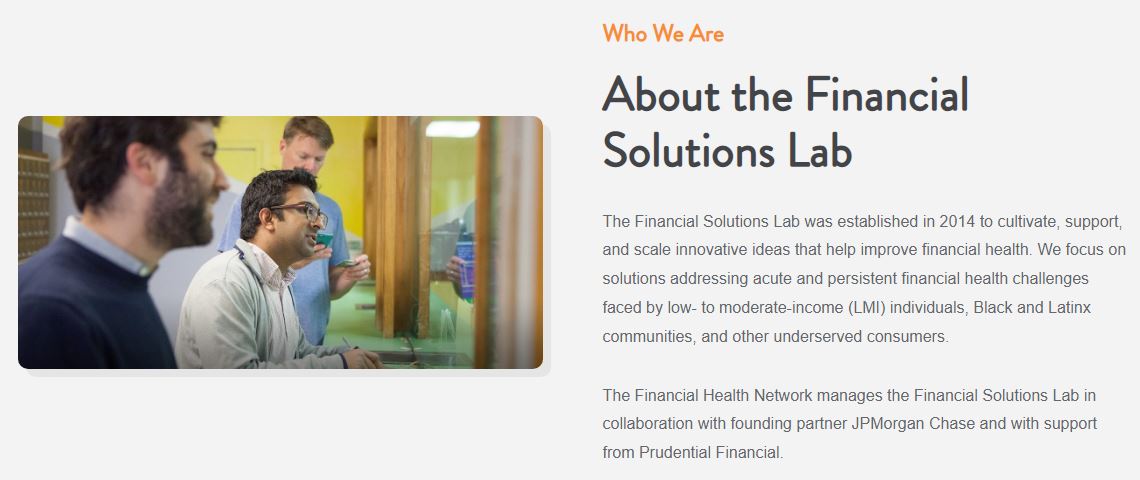 Who We Are
About the Financial
Solutions Lab
The Financial Solutions Lab was established in 2014 to cultivate, support,
and scale innovative ideas that help improve financial health. We focus on
solutions addressing acute and persistent financial health challenges
faced by low- to moderate-income (LMI) individuals, Black and Latinx
communities, and other underserved consumers.
The Financial Health Network manages the Financial Solutions Lab in
collaboration with founding partner JPMorgan Chase and with support
from Prudential Financial.